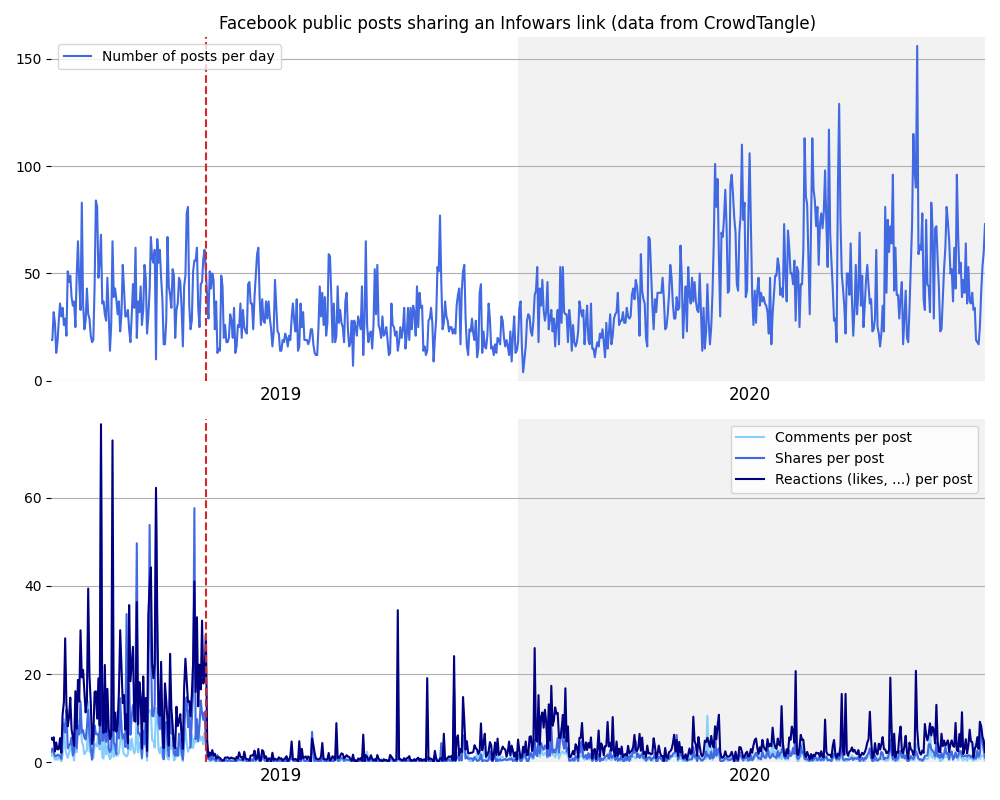 Facebook public posts sharing an Infowars link (data from CrowdTangle)
Number of posts per day
150
100
50
0
2019
2020
Comments per post
Shares per post
Reactions (likes, ...) per post
60
40
20
0
2019
2020